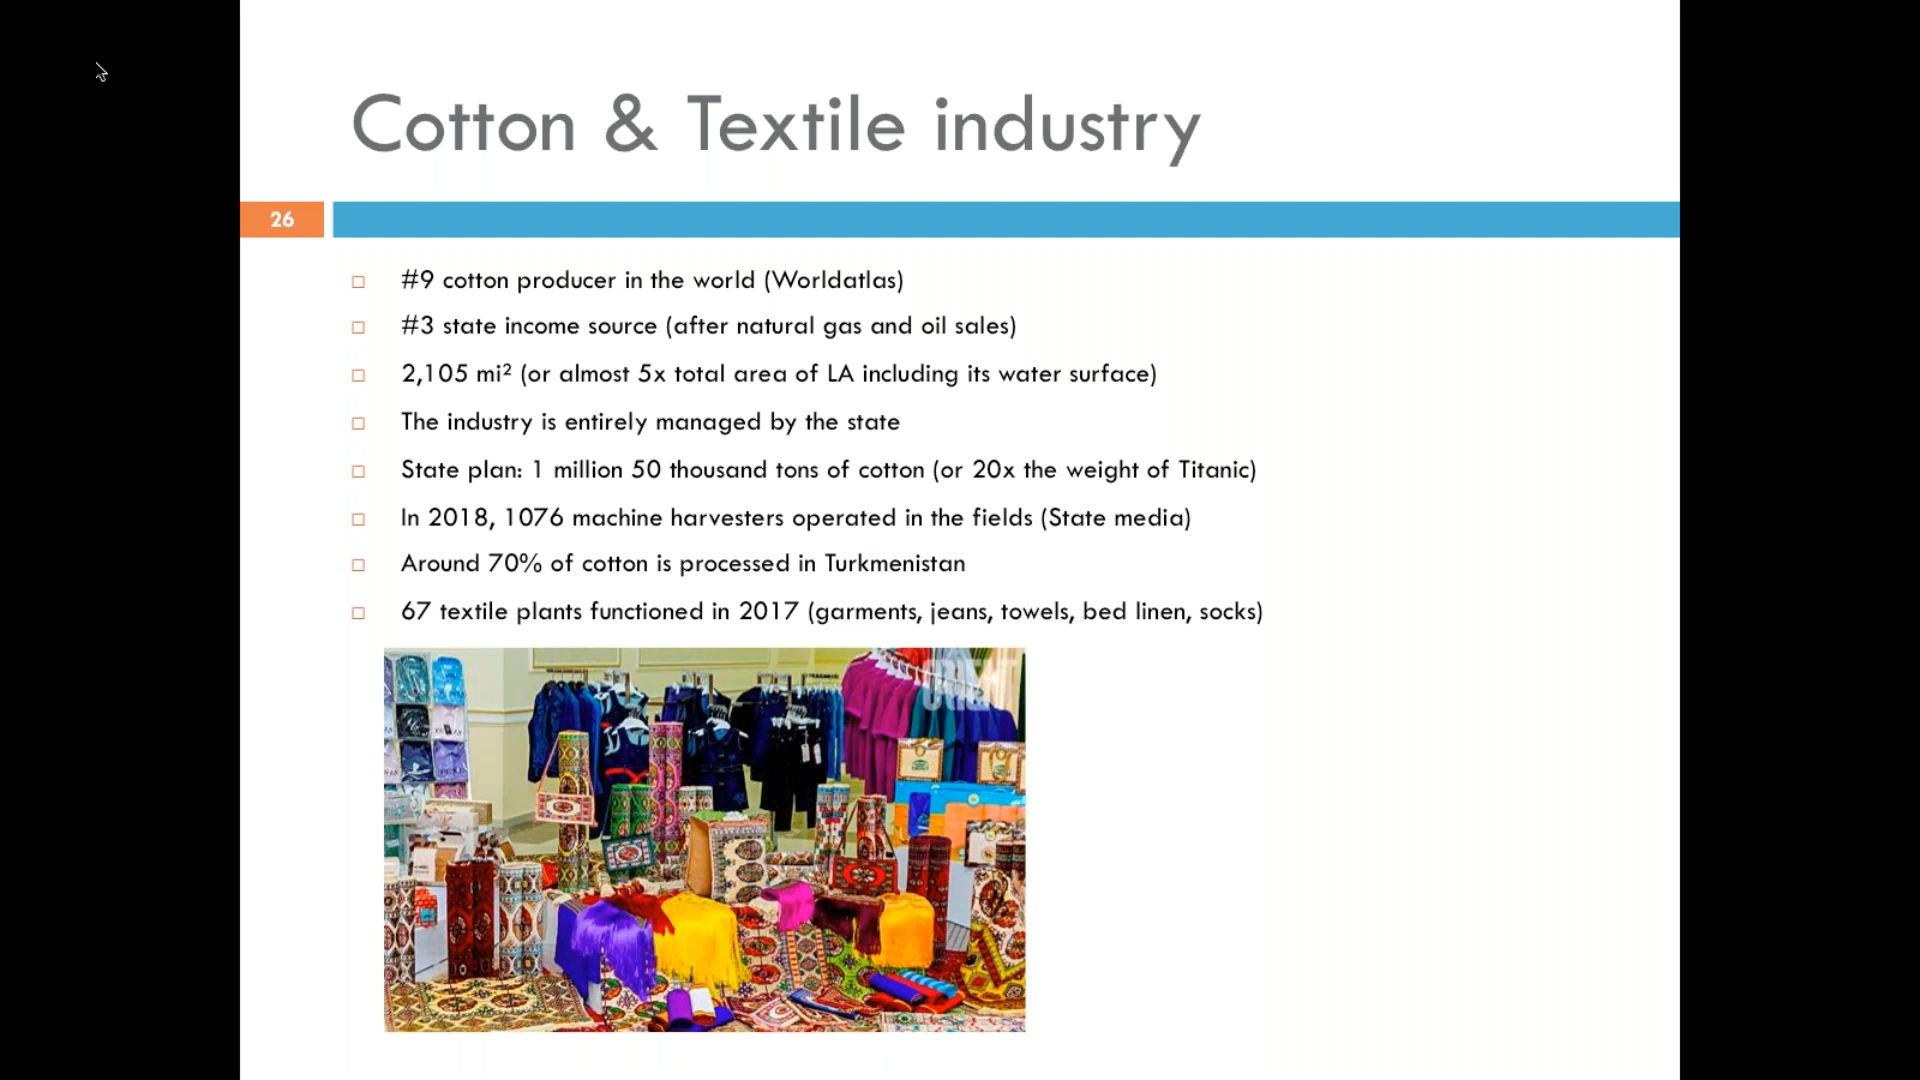 Cotton & Textile industry
26
#9 cotton producer in the world (Worldatlas)
#3 state income source (after natural gas and oil sales)
2,105 mi² (or almost 5x total area of LA including its water surface)
The industry is entirely managed by the state
State plan: 1 million 50 thousand tons of cotton (or 20x the weight of Titanic)
In 2018, 1076 machine harvesters operated in the fields (State media)
Around 70% of cotton is processed in Turkmenistan
67 textile plants functioned in 2017 (garments, jeans, towels, bed linen, socks)
ORIENT